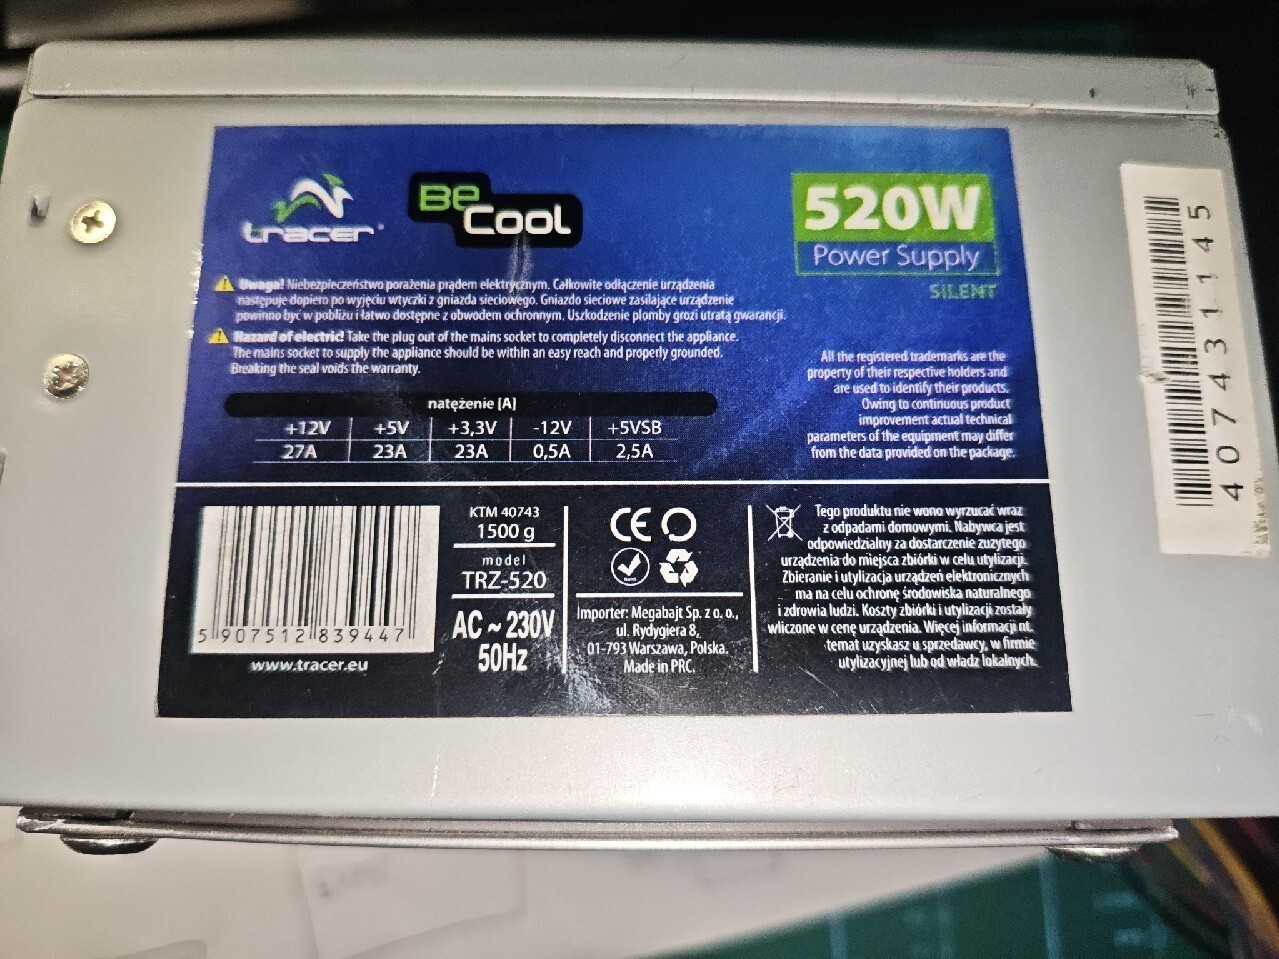 tracer
Be
Cool
520W
Power Supply
SILENT
Uwaga! Niebezpieczeństwo porażenia prądem elektrycznym. Całkowite odłączenie urządzenia
następuje dopiero po wyjęciu wtyczki z gniazda sieciowego. Gniazdo sieciowe zasilające urządzenie
powinno być w pobliżu i łatwo dostępne z obwodem ochronnym. Uszkodzenie plomby grozi utratą gwarancji.
Hazard of electric! Take the plug out of the mains socket to completely disconnect the appliance.
The mains socket to supply the appliance should be within an easy reach and properly grounded.
Breaking the seal voids the warranty.
All the registered trademarks are the
property of their respective holders and
are used to identify their products.
Owing to continuous product
improvement actual technical
parameters of the equipment may differ
from the data provided on the package.
natężenie [A]
+12V +5V +3,3V -12V +5VSB
27A 23A 23A 0,5A 2,5A
5 907512 839447
www.tracer.eu
KTM 40743
1500 g
model
TRZ-520
AC ~ 230V
50Hz
CE
Importer: Megabajt Sp. z o. o.,
ul. Rydygiera 8,
01-793 Warszawa, Polska.
Made in PRC.
Tego produktu nie wono wyrzucać wraz
z odpadami domowymi. Nabywca jest
odpowiedzialny za dostarczenie zużytego
urządzenia do miejsca zbiórki w celu utylizacji.
Zbieranie i utylizacja urządzeń elektronicznych
ma na celu ochronę środowiska naturalnego
i zdrowia ludzi. Koszty zbiórki i utylizacji zostały
wliczone w cenę urządzenia. Więcej informacji nt.
temat uzyskasz u sprzedawcy, w firmie
utylizacyjnej lub od władz lokalnych.
407431145